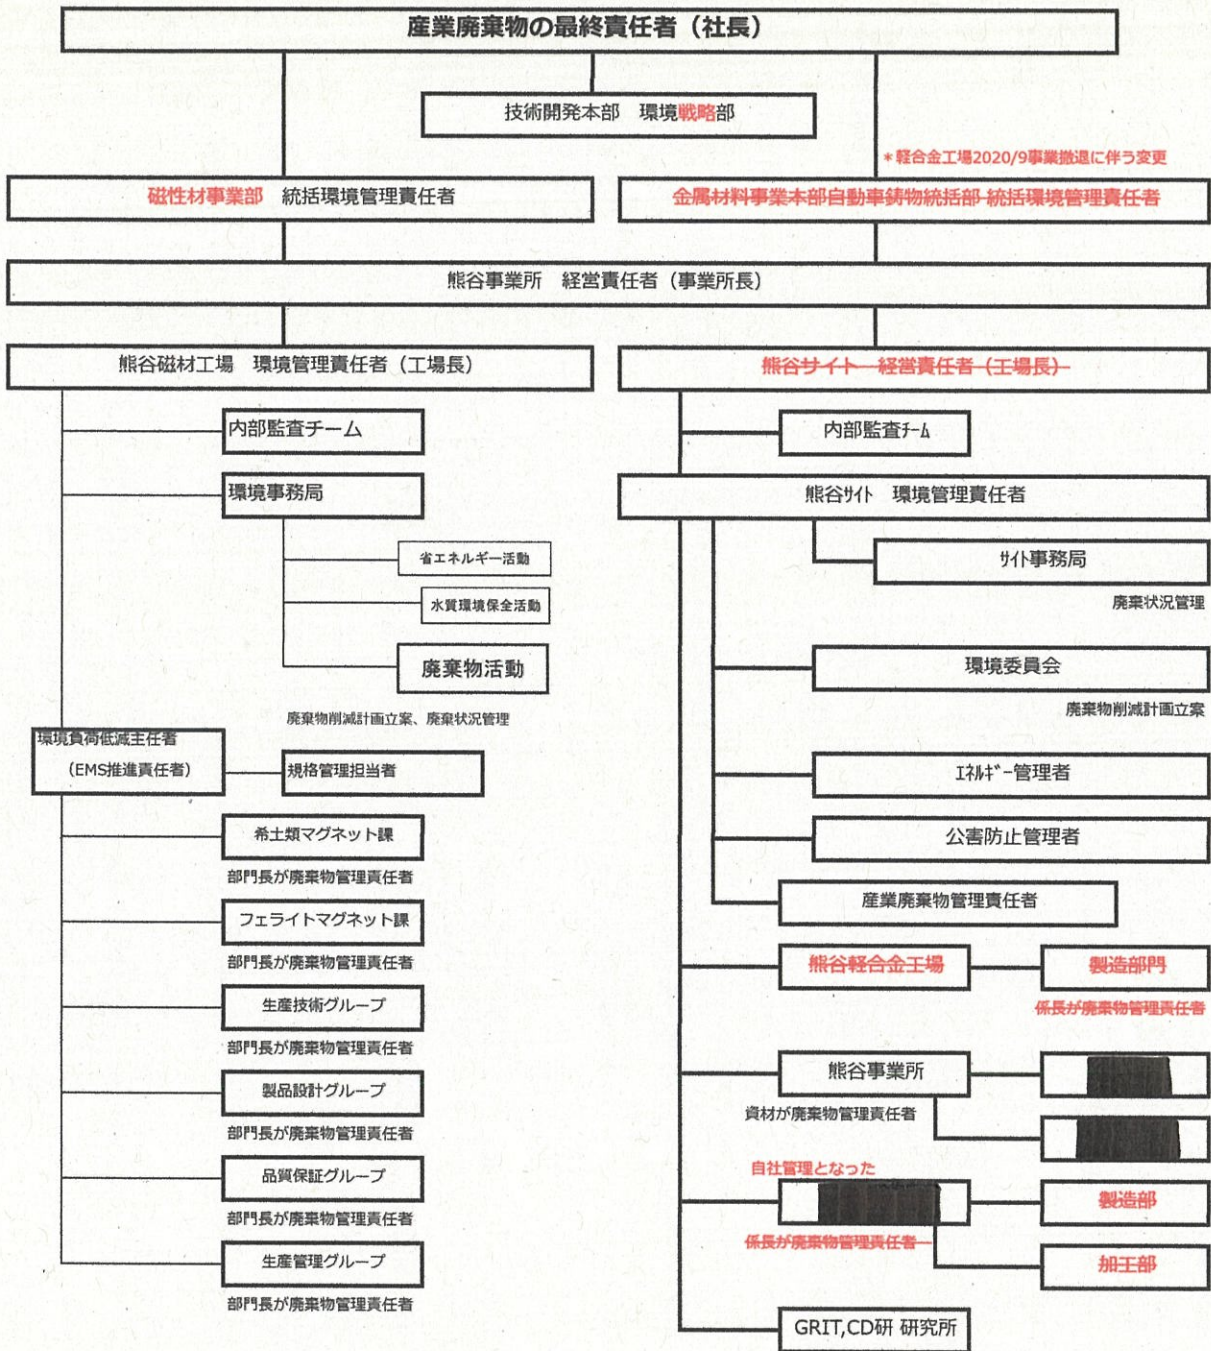 産業廃棄物の最終責任者（社長）
技術開発本部　環境戦略部
＊軽合金工場2020/9事業撤退に伴う変更
磁性材事業部　統括環境管理責任者
金属材料事業本部自動車鋳物統括部 統括環境管理責任者
熊谷事業所　経営責任者（事業所長）
熊谷磁材工場　環境管理責任者（工場長）
内部監査チーム
環境事務局
省エネルギー活動
水質環境保全活動
廃棄物活動
廃棄物削減計画立案、廃棄状況管理
環境負荷低減主任者
（EMS推進責任者）
規格管理担当者
希土類マグネット課
部門長が廃棄物管理責任者
フェライトマグネット課
部門長が廃棄物管理責任者
生産技術グループ
部門長が廃棄物管理責任者
製品設計グループ
部門長が廃棄物管理責任者
品質保証グループ
部門長が廃棄物管理責任者
生産管理グループ
部門長が廃棄物管理責任者
熊谷サイト　経営責任者（工場長）
内部監査ﾁｰﾑ
熊谷ｻｲﾄ　環境管理責任者
ｻｲﾄ事務局
廃棄状況管理
環境委員会
廃棄物削減計画立案
ｴﾈﾙｷﾞｰ管理者
公害防止管理者
産業廃棄物管理責任者
熊谷軽合金工場
製造部門
係長が廃棄物管理責任者
熊谷事業所
資材が廃棄物管理責任者
自社管理となった
係長が廃棄物管理責任者
製造部
加工部
GRIT,CD研 研究所